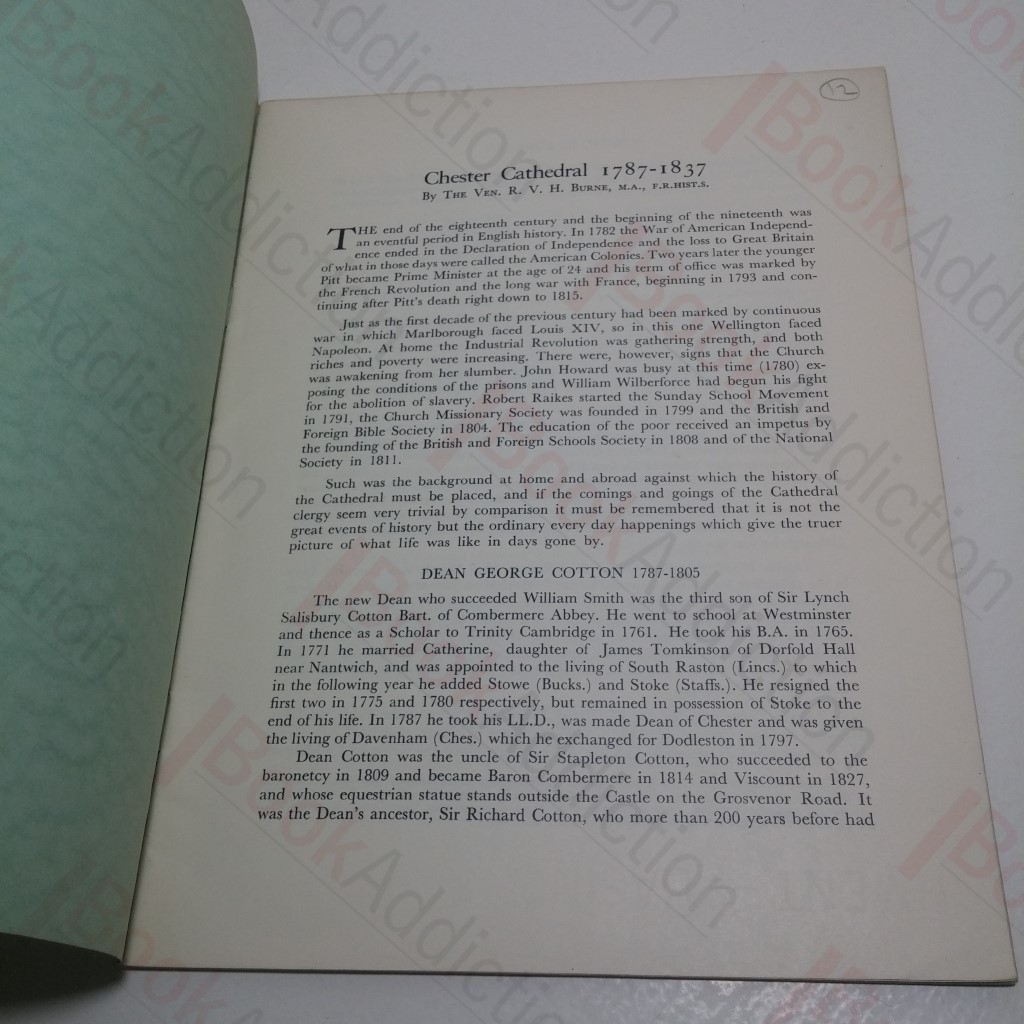 12
Chester Cathedral 1787-1837
By The Ven. R. V. H. Burne, M.A., F.R.HIST.S.
THE end of the eighteenth century and the beginning of the nineteenth was
an eventful period in English history. In 1782 the War of American Independ-
ence ended in the Declaration of Independence and the loss to Great Britain
of what in those days were called the American Colonies. Two years later the younger
Pitt became Prime Minister at the age of 24 and his term of office was marked by
the French Revolution and the long war with France, beginning in 1793 and con-
tinuing after Pitt's death right down to 1815.
Just as the first decade of the previous century had been marked by continuous
war in which Marlborough faced Louis XIV, so in this one Wellington faced
Napoleon. At home the Industrial Revolution was gathering strength, and both
riches and poverty were increasing. There were, however, signs that the Church
was awakening from her slumber. John Howard was busy at this time (1780) ex-
posing the conditions of the prisons and William Wilberforce had begun his fight
for the abolition of slavery. Robert Raikes started the Sunday School Movement
in 1791, the Church Missionary Society was founded in 1799 and the British and
Foreign Bible Society in 1804. The education of the poor received an impetus by
the founding of the British and Foreign Schools Society in 1808 and of the National
Society in 1811.
Such was the background at home and abroad against which the history of
the Cathedral must be placed, and if the comings and goings of the Cathedral
clergy seem very trivial by comparison it must be remembered that it is not the
great events of history but the ordinary every day happenings which give the truer
picture of what life was like in days gone by.
DEAN GEORGE COTTON 1787-1805
The new Dean who succeeded William Smith was the third son of Sir Lynch
Salisbury Cotton Bart. of Combermere Abbey. He went to school at Westminster
and thence as a Scholar to Trinity Cambridge in 1761. He took his B.A. in 1765.
In 1771 he married Catherine, daughter of James Tomkinson of Dorfold Hall
near Nantwich, and was appointed to the living of South Raston (Lincs.) to which
in the following year he added Stowe (Bucks.) and Stoke (Staffs.). He resigned the
first two in 1775 and 1780 respectively, but remained in possession of Stoke to the
end of his life. In 1787 he took his LL.D., was made Dean of Chester and was given
the living of Davenham (Ches.) which he exchanged for Dodleston in 1797.
Dean Cotton was the uncle of Sir Stapleton Cotton, who succeeded to the
baronetcy in 1809 and became Baron Combermere in 1814 and Viscount in 1827,
and whose equestrian statue stands outside the Castle on the Grosvenor Road. It
was the Dean's ancestor, Sir Richard Cotton, who more than 200 years before had
BookAddiction